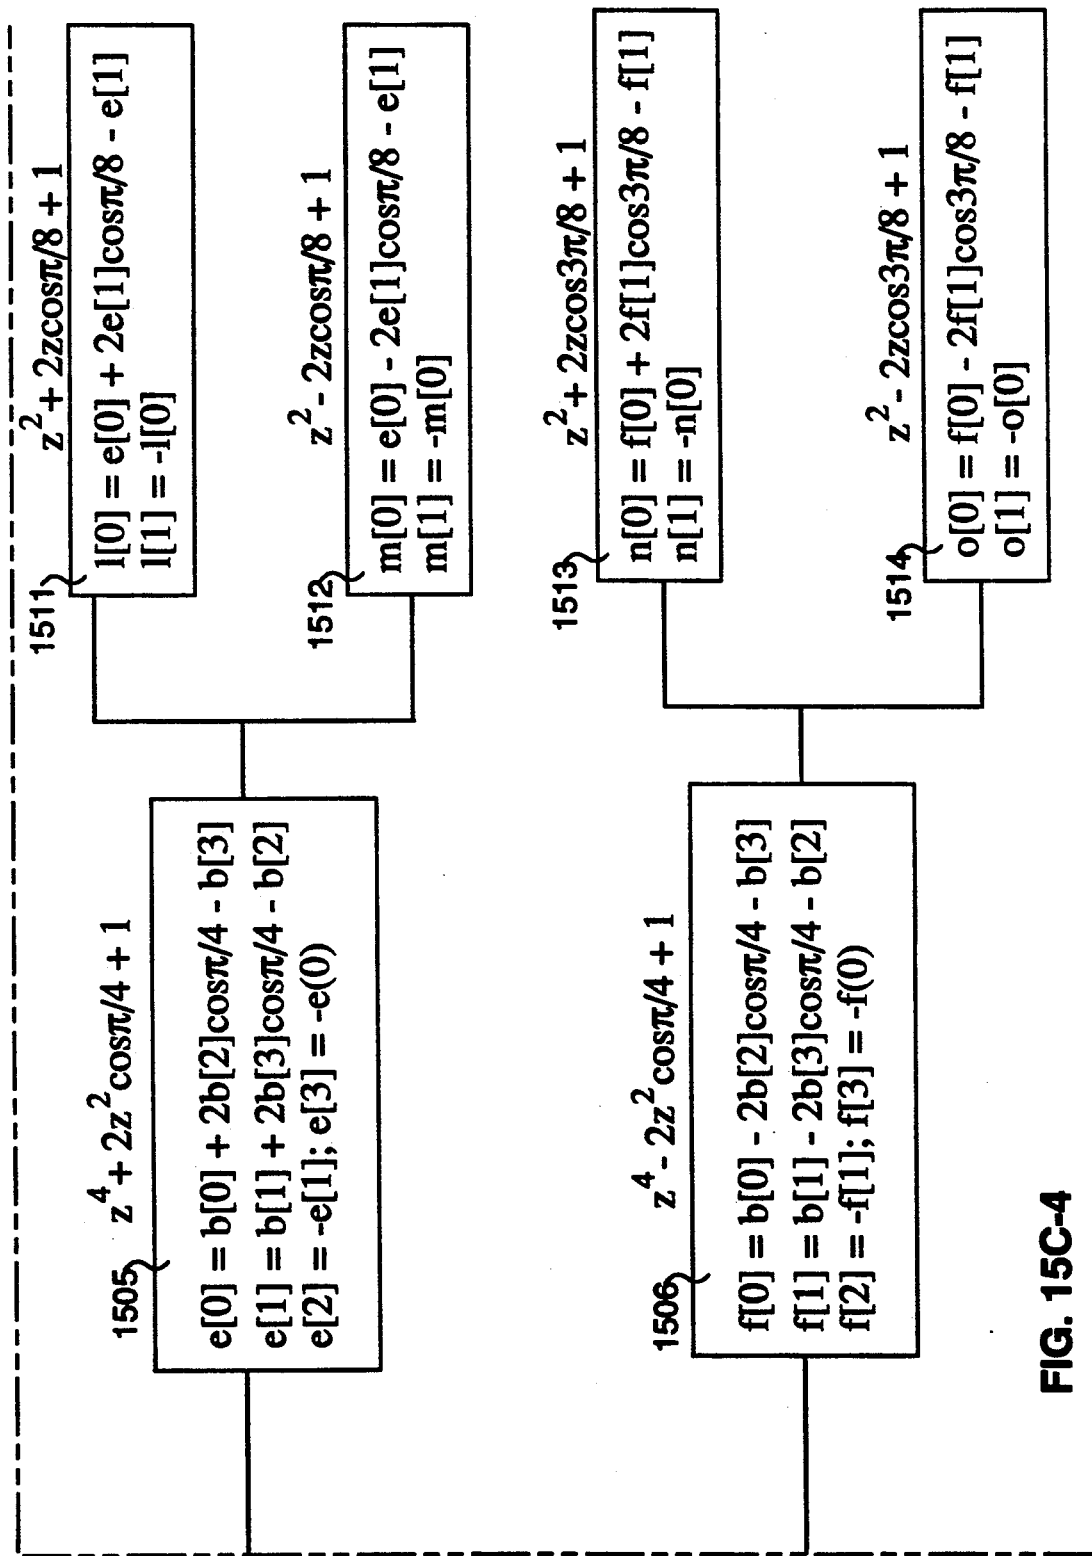 1505
z⁴ + 2z² cosπ/4 + 1
e[0] = b[0] + 2b[2]cosπ/4 - b[3]
e[1] = b[1] + 2b[3]cosπ/4 - b[2]
e[2] = -e[1]; e[3] = -e(0)
1511
z² + 2zcosπ/8 + 1
l[0] = e[0] + 2e[1]cosπ/8 - e[1]
l[1] = -l[0]
1512
z² - 2zcosπ/8 + 1
m[0] = e[0] - 2e[1]cosπ/8 - e[1]
m[1] = -m[0]
1506
z⁴ - 2z² cosπ/4 + 1
f[0] = b[0] - 2b[2]cosπ/4 - b[3]
f[1] = b[1] - 2b[3]cosπ/4 - b[2]
f[2] = -f[1]; f[3] = -f(0)
1513
z² + 2zcos3π/8 + 1
n[0] = f[0] + 2f[1]cos3π/8 - f[1]
n[1] = -n[0]
1514
z² - 2zcos3π/8 + 1
o[0] = f[0] - 2f[1]cos3π/8 - f[1]
o[1] = -o[0]
FIG. 15C-4